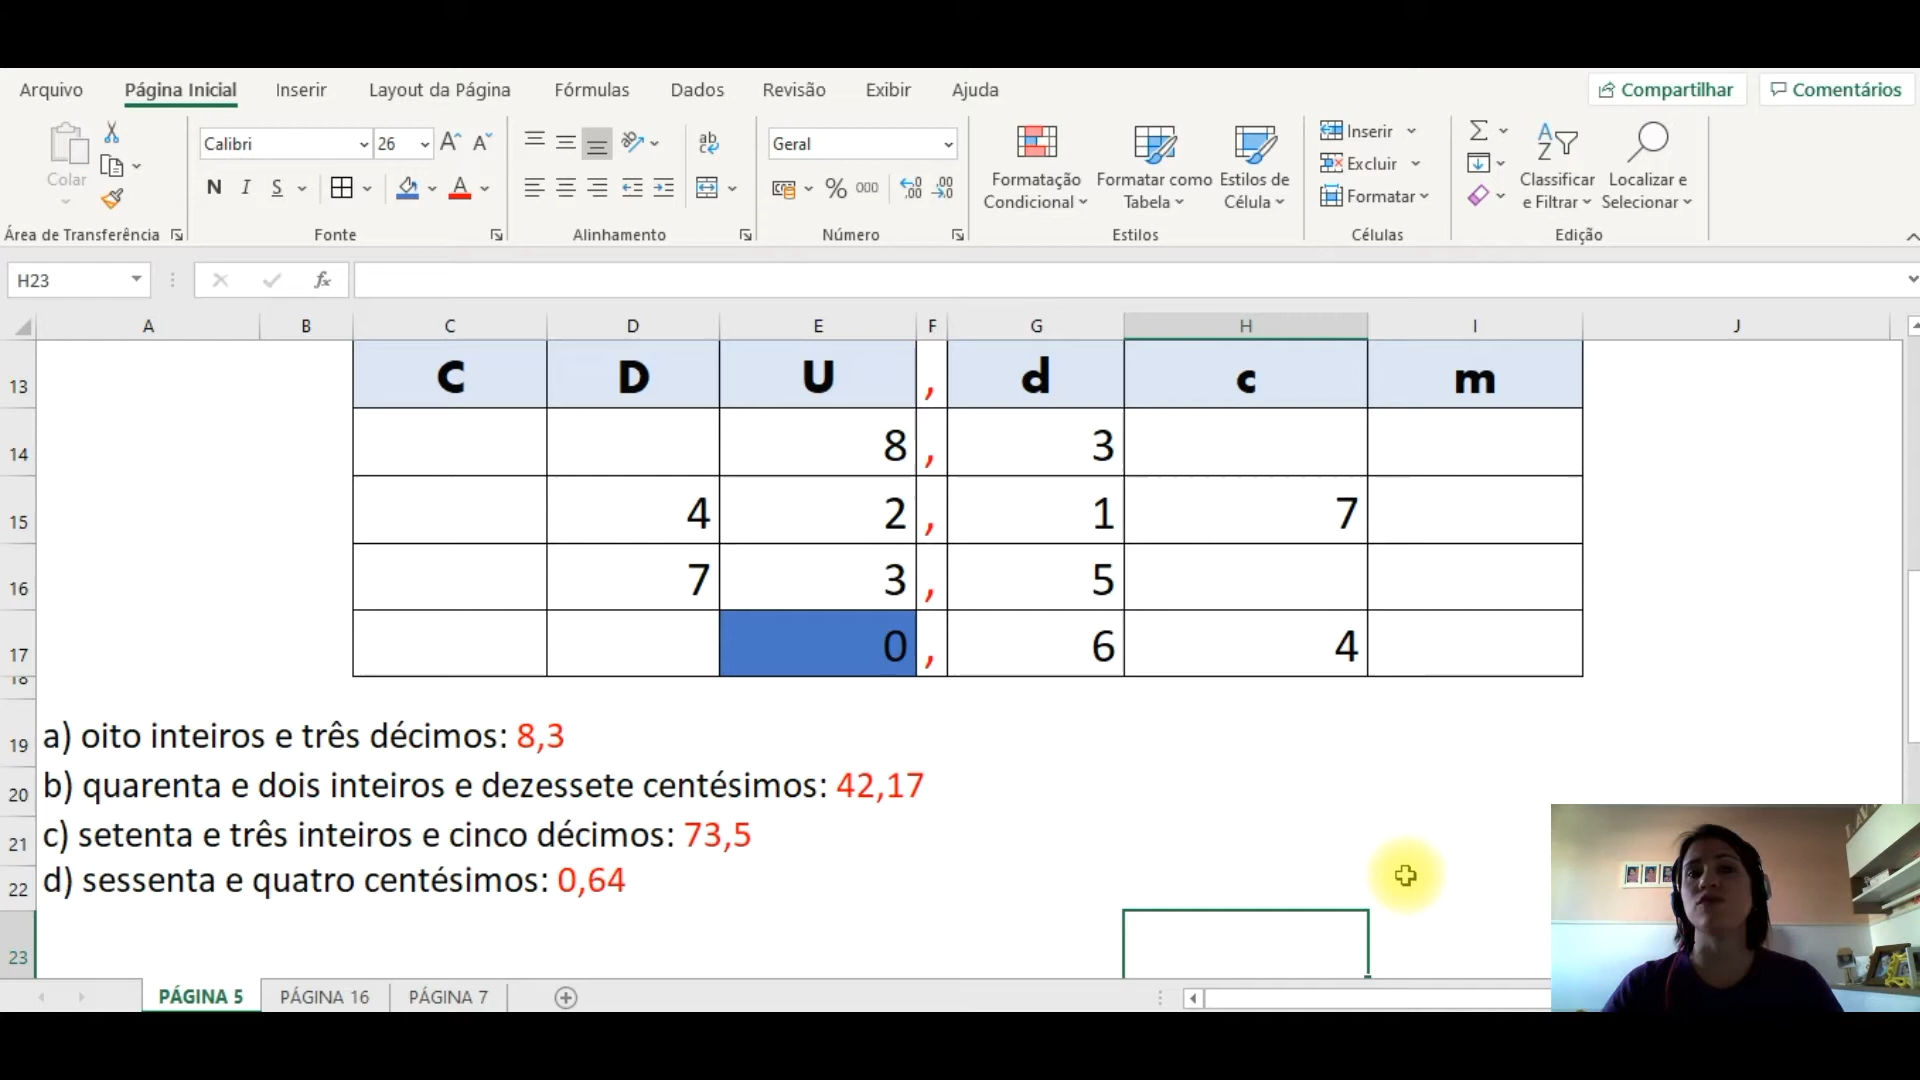 Arquivo Página Inicial Inserir Layout da Página Fórmulas Dados Revisão Exibir Ajuda Compartilhar Comentários
Colar
Calibri 26
N I S
ab
Geral
% 000
Formatação Condicional
Formatar como Tabela
Estilos de Célula
Inserir
Excluir
Formatar
Classificar e Filtrar
Localizar e Selecionar
Área de Transferência Fonte Alinhamento Número Estilos Células Edição
H23 fx
A B C D E F G H I J
13 C D U , d c m
14 8 , 3
15 4 2 , 1 7
16 7 3 , 5
17 0 , 6 4
18
19 a) oito inteiros e três décimos: 8,3
20 b) quarenta e dois inteiros e dezessete centésimos: 42,17
21 c) setenta e três inteiros e cinco décimos: 73,5
22 d) sessenta e quatro centésimos: 0,64
23
PÁGINA 5 PÁGINA 16 PÁGINA 7